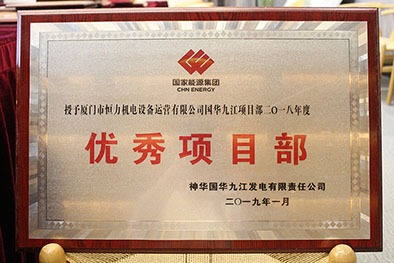 国家能源集团
CHN ENERGY
授予厦门市恒力机电设备运营有限公司国华九江项目部二〇一八年度
优秀项目部
神华国华九江发电有限责任公司
二〇一九年一月